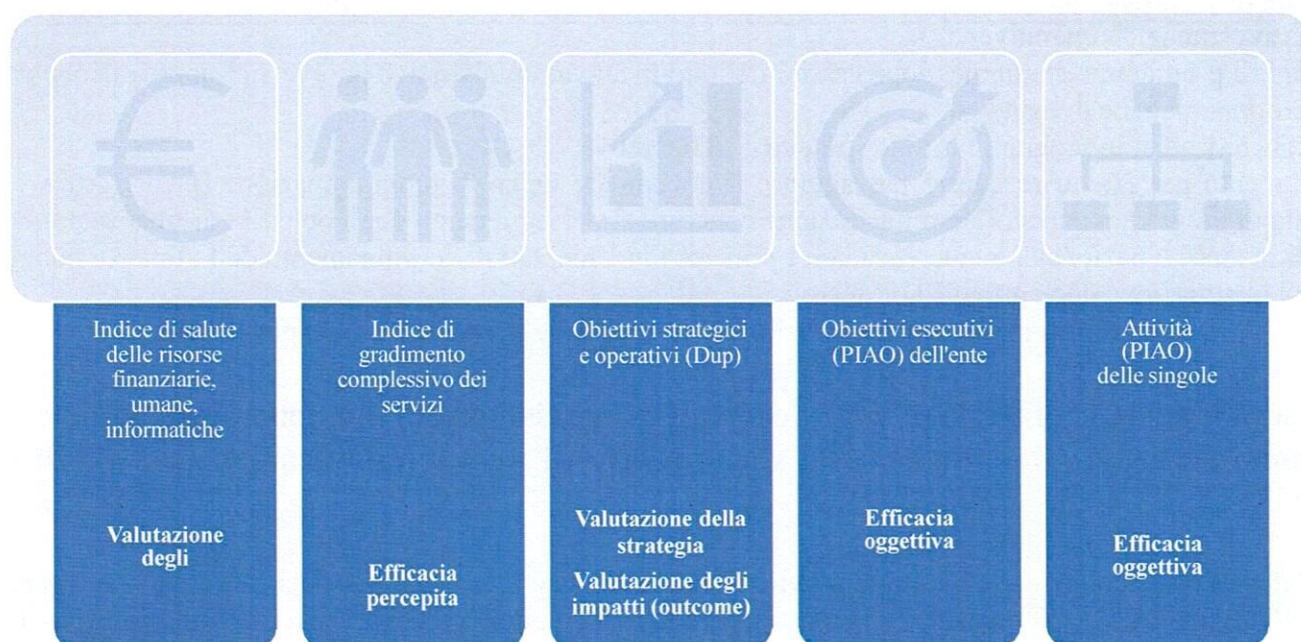 Indice di salute
delle risorse
finanziarie,
umane,
informatiche
Valutazione
degli
Indice di
gradimento
complessivo dei
servizi
Efficacia
percepita
Obiettivi strategici
e operativi (Dup)
Valutazione della
strategia
Valutazione degli
impatti (outcome)
Obiettivi esecutivi
(PIAO) dell'ente
Efficacia
oggettiva
Attività
(PIAO)
delle singole
Efficacia
oggettiva